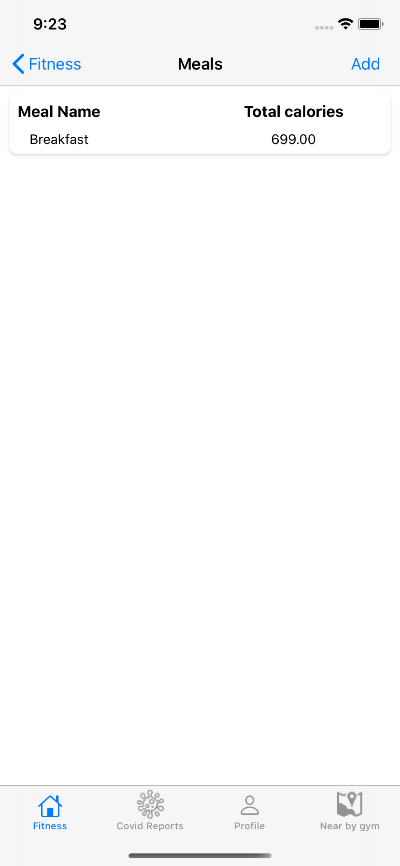 9:23
Fitness Meals Add
Meal Name Total calories
Breakfast 699.00
Fitness Covid Reports Profile Near by gym